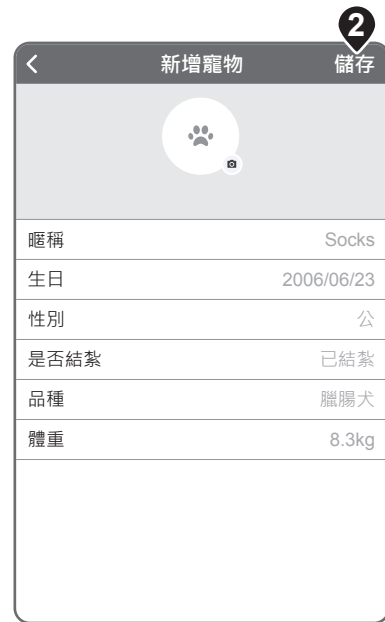 2
新增寵物 儲存
暱稱 Socks
生日 2006/06/23
性別 公
是否結紮 已結紮
品種 臘腸犬
體重 8.3kg